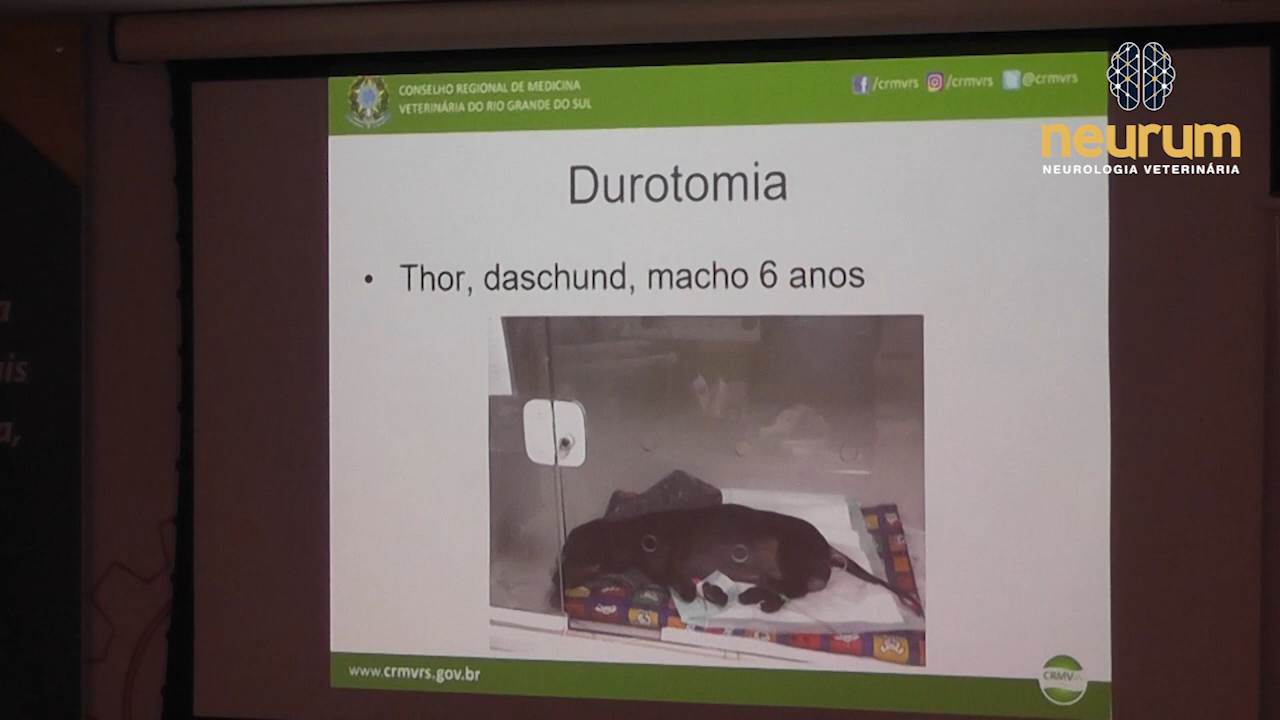 CONSELHO REGIONAL DE MEDICINA
VETERINÁRIA DO RIO GRANDE DO SUL
/crmvrs
/crmvrs
@crmvrs
neurum
NEUROLOGIA VETERINÁRIA
Durotomia
• Thor, daschund, macho 6 anos
www.crmvrs.gov.br
CRMV